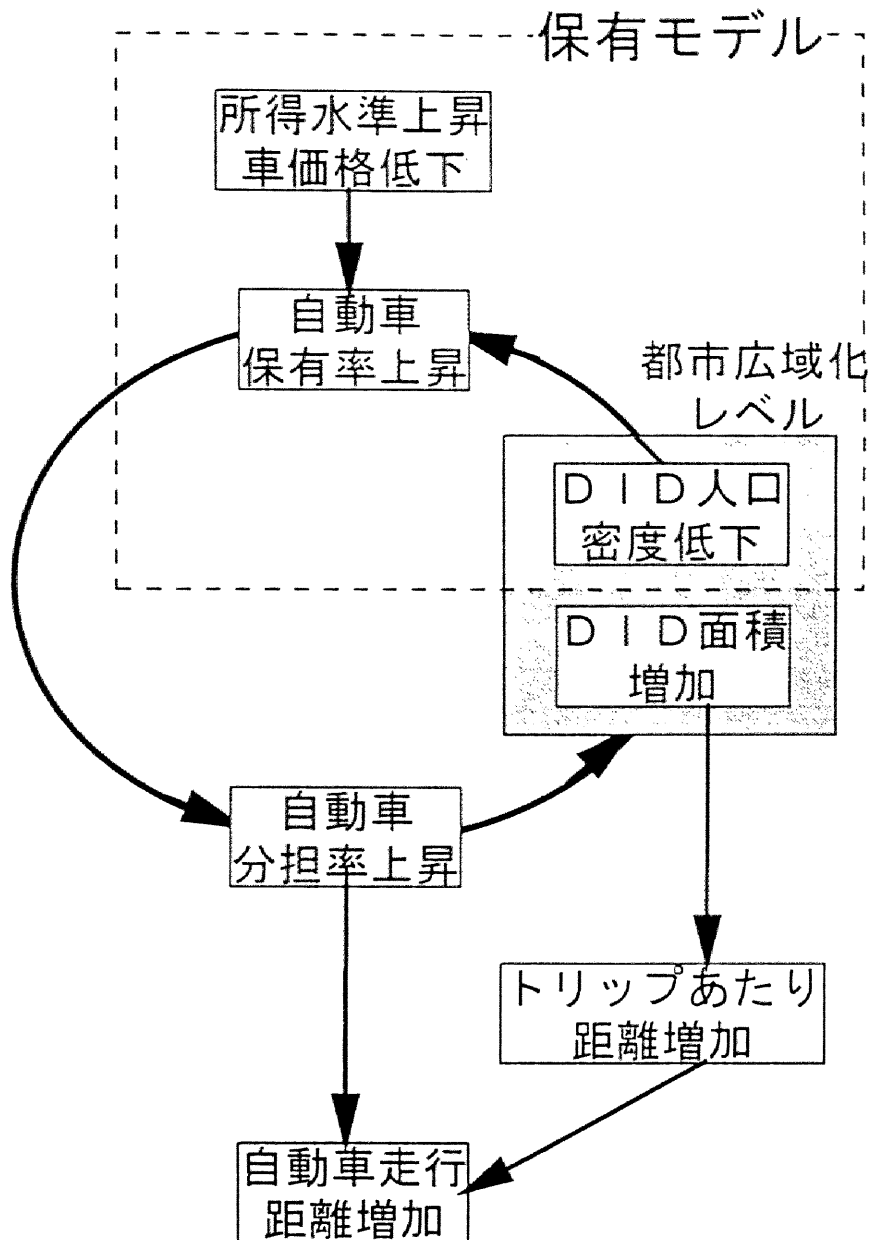 保有モデル
所得水準上昇
車価格低下
自動車
保有率上昇
都市広域化
レベル
ＤＩＤ人口
密度低下
ＤＩＤ面積
増加
自動車
分担率上昇
トリップあたり
距離増加
自動車走行
距離増加